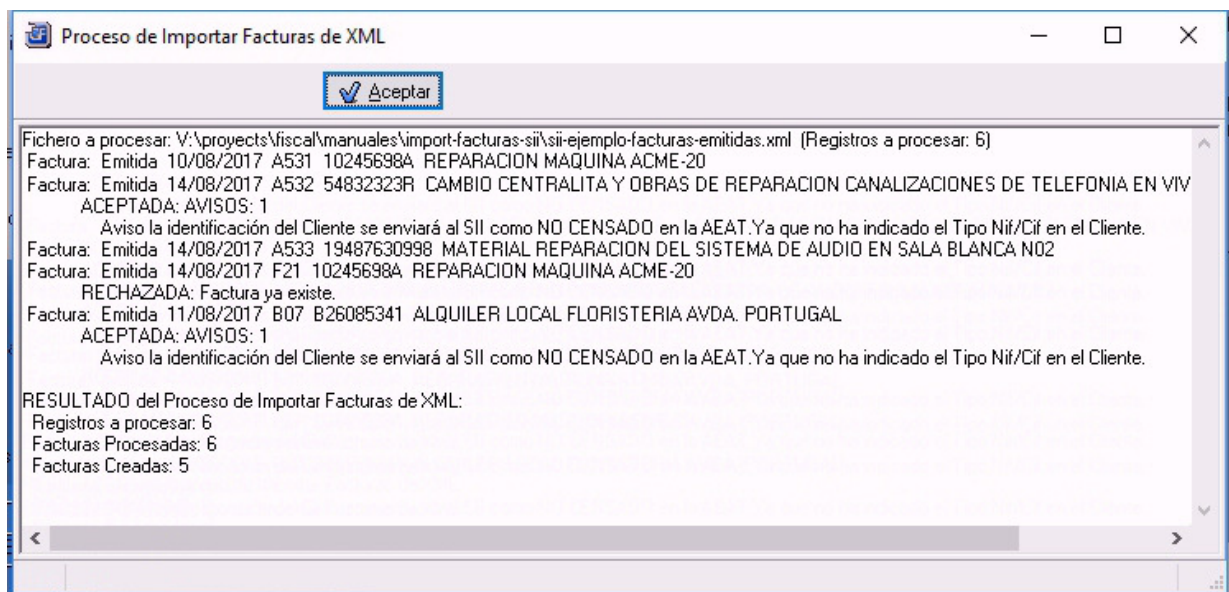 Proceso de Importar Facturas de XML
Aceptar
Fichero a procesar: V:\proyects\fiscal\manuales\import-facturas-sii\sii-ejemplo-facturas-emitidas.xml (Registros a procesar: 6)
Factura: Emitida 10/08/2017 A531 10245698A REPARACION MAQUINA ACME-20
Factura: Emitida 14/08/2017 A532 54832323R CAMBIO CENTRALITA Y OBRAS DE REPARACION CANALIZACIONES DE TELEFONIA EN VIV
ACEPTADA: AVISOS: 1
Aviso la identificación del Cliente se enviará al SII como NO CENSADO en la AEAT.Ya que no ha indicado el Tipo Nif/Cif en el Cliente.
Factura: Emitida 14/08/2017 A533 19487630998 MATERIAL REPARACION DEL SISTEMA DE AUDIO EN SALA BLANCA N02
Factura: Emitida 14/08/2017 F21 10245698A REPARACION MAQUINA ACME-20
RECHAZADA: Factura ya existe.
Factura: Emitida 11/08/2017 B07 B26085341 ALQUILER LOCAL FLORISTERIA AVDA. PORTUGAL
ACEPTADA: AVISOS: 1
Aviso la identificación del Cliente se enviará al SII como NO CENSADO en la AEAT.Ya que no ha indicado el Tipo Nif/Cif en el Cliente.
RESULTADO del Proceso de Importar Facturas de XML:
Registros a procesar: 6
Facturas Procesadas: 6
Facturas Creadas: 5